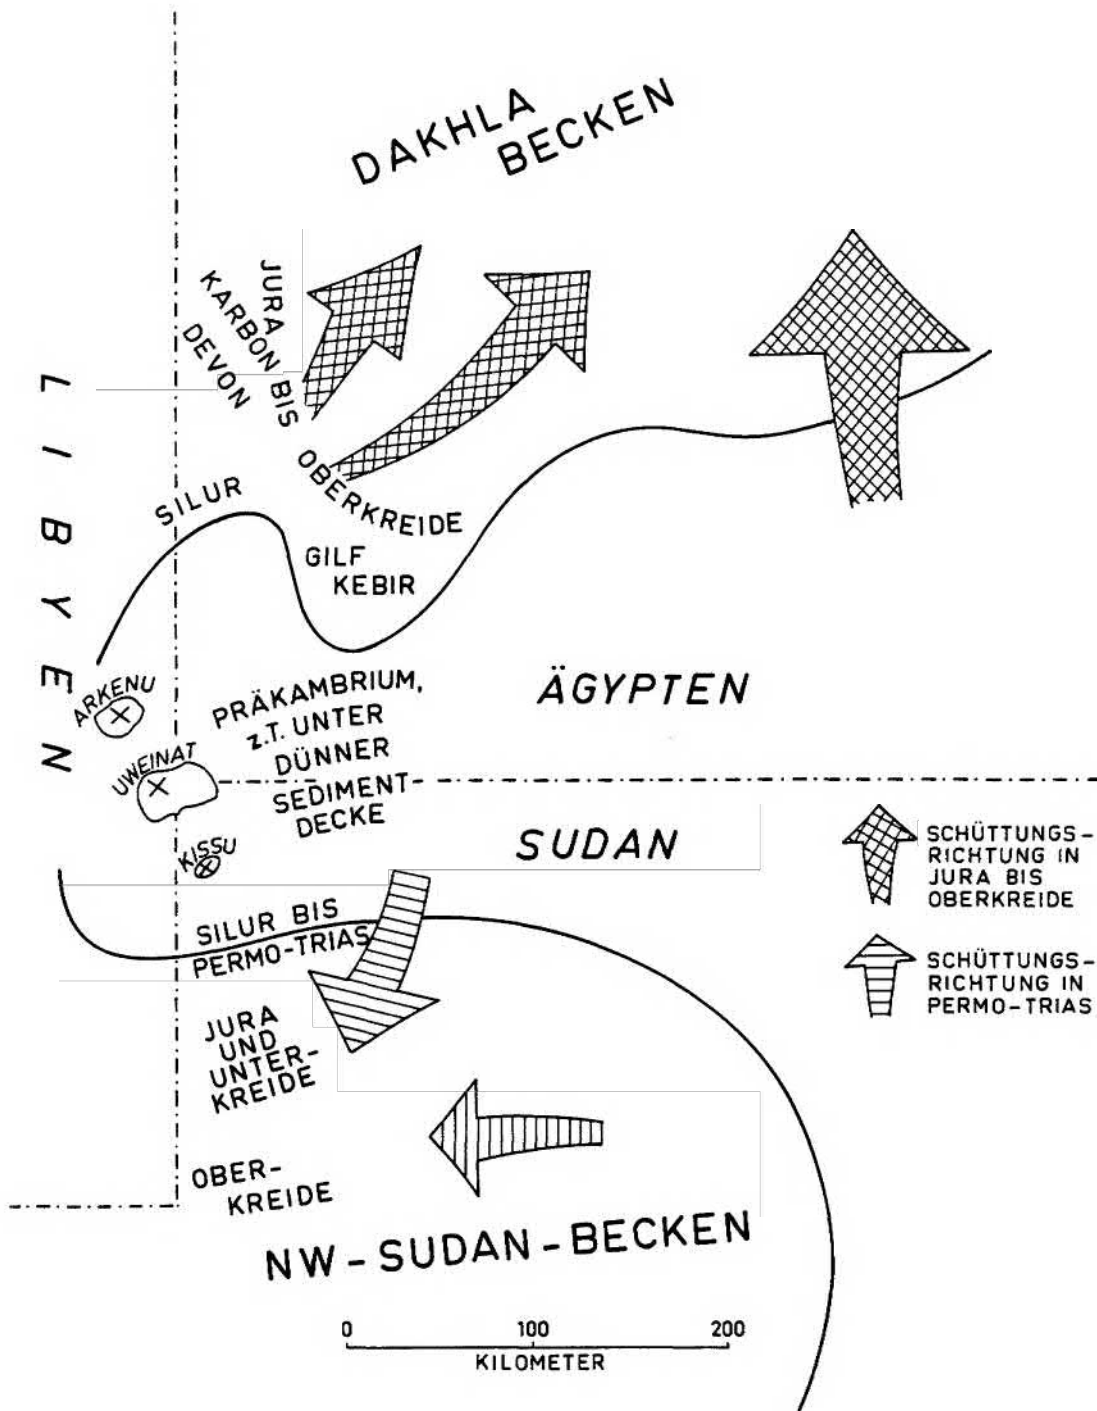 DAKHLA
BECKEN
JURA
KARBON BIS
DEVON
OBERKREIDE
SILUR
GILF
KEBIR
LIBYEN
ARKENU
UWEINAT
KISSU
PRÄKAMBRIUM,
z.T. UNTER
DÜNNER
SEDIMENT-
DECKE
ÄGYPTEN
SUDAN
SILUR BIS
PERMO-TRIAS
JURA
UND
UNTER-
KREIDE
OBER-
KREIDE
NW-SUDAN-BECKEN
SCHÜTTUNGS-
RICHTUNG IN
JURA BIS
OBERKREIDE
SCHÜTTUNGS-
RICHTUNG IN
PERMO-TRIAS
0 100 200
KILOMETER